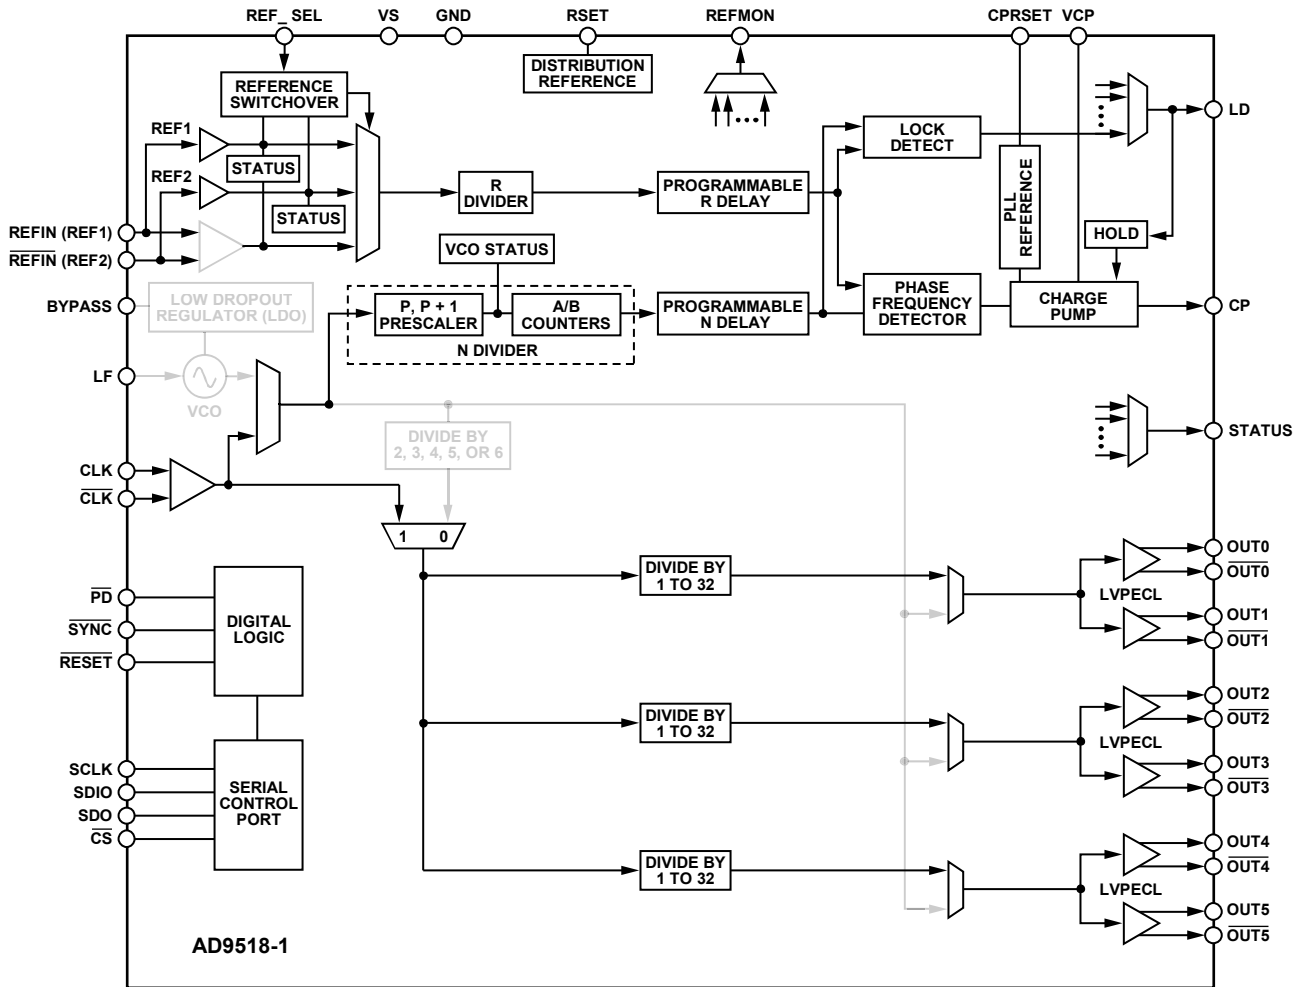 REF_ SEL
VS
GND
RSET
REFMON
CPRSET
VCP
DISTRIBUTION
REFERENCE
REFERENCE
SWITCHOVER
REF1
STATUS
REF2
STATUS
LOCK
DETECT
LD
R
DIVIDER
PROGRAMMABLE
R DELAY
PLL
REFERENCE
HOLD
REFIN (REF1)
REFIN (REF2)
VCO STATUS
BYPASS
LOW DROPOUT
REGULATOR (LDO)
P, P + 1
PRESCALER
A/B
COUNTERS
N DIVIDER
PROGRAMMABLE
N DELAY
PHASE
FREQUENCY
DETECTOR
CHARGE
PUMP
CP
LF
VCO
STATUS
DIVIDE BY
2, 3, 4, 5, OR 6
CLK
CLK
1 0
DIVIDE BY
1 TO 32
LVPECL
OUT0
OUT0
OUT1
OUT1
PD
SYNC
RESET
DIGITAL
LOGIC
DIVIDE BY
1 TO 32
LVPECL
OUT2
OUT2
OUT3
OUT3
SCLK
SDIO
SDO
CS
SERIAL
CONTROL
PORT
DIVIDE BY
1 TO 32
LVPECL
OUT4
OUT4
OUT5
OUT5
AD9518-1